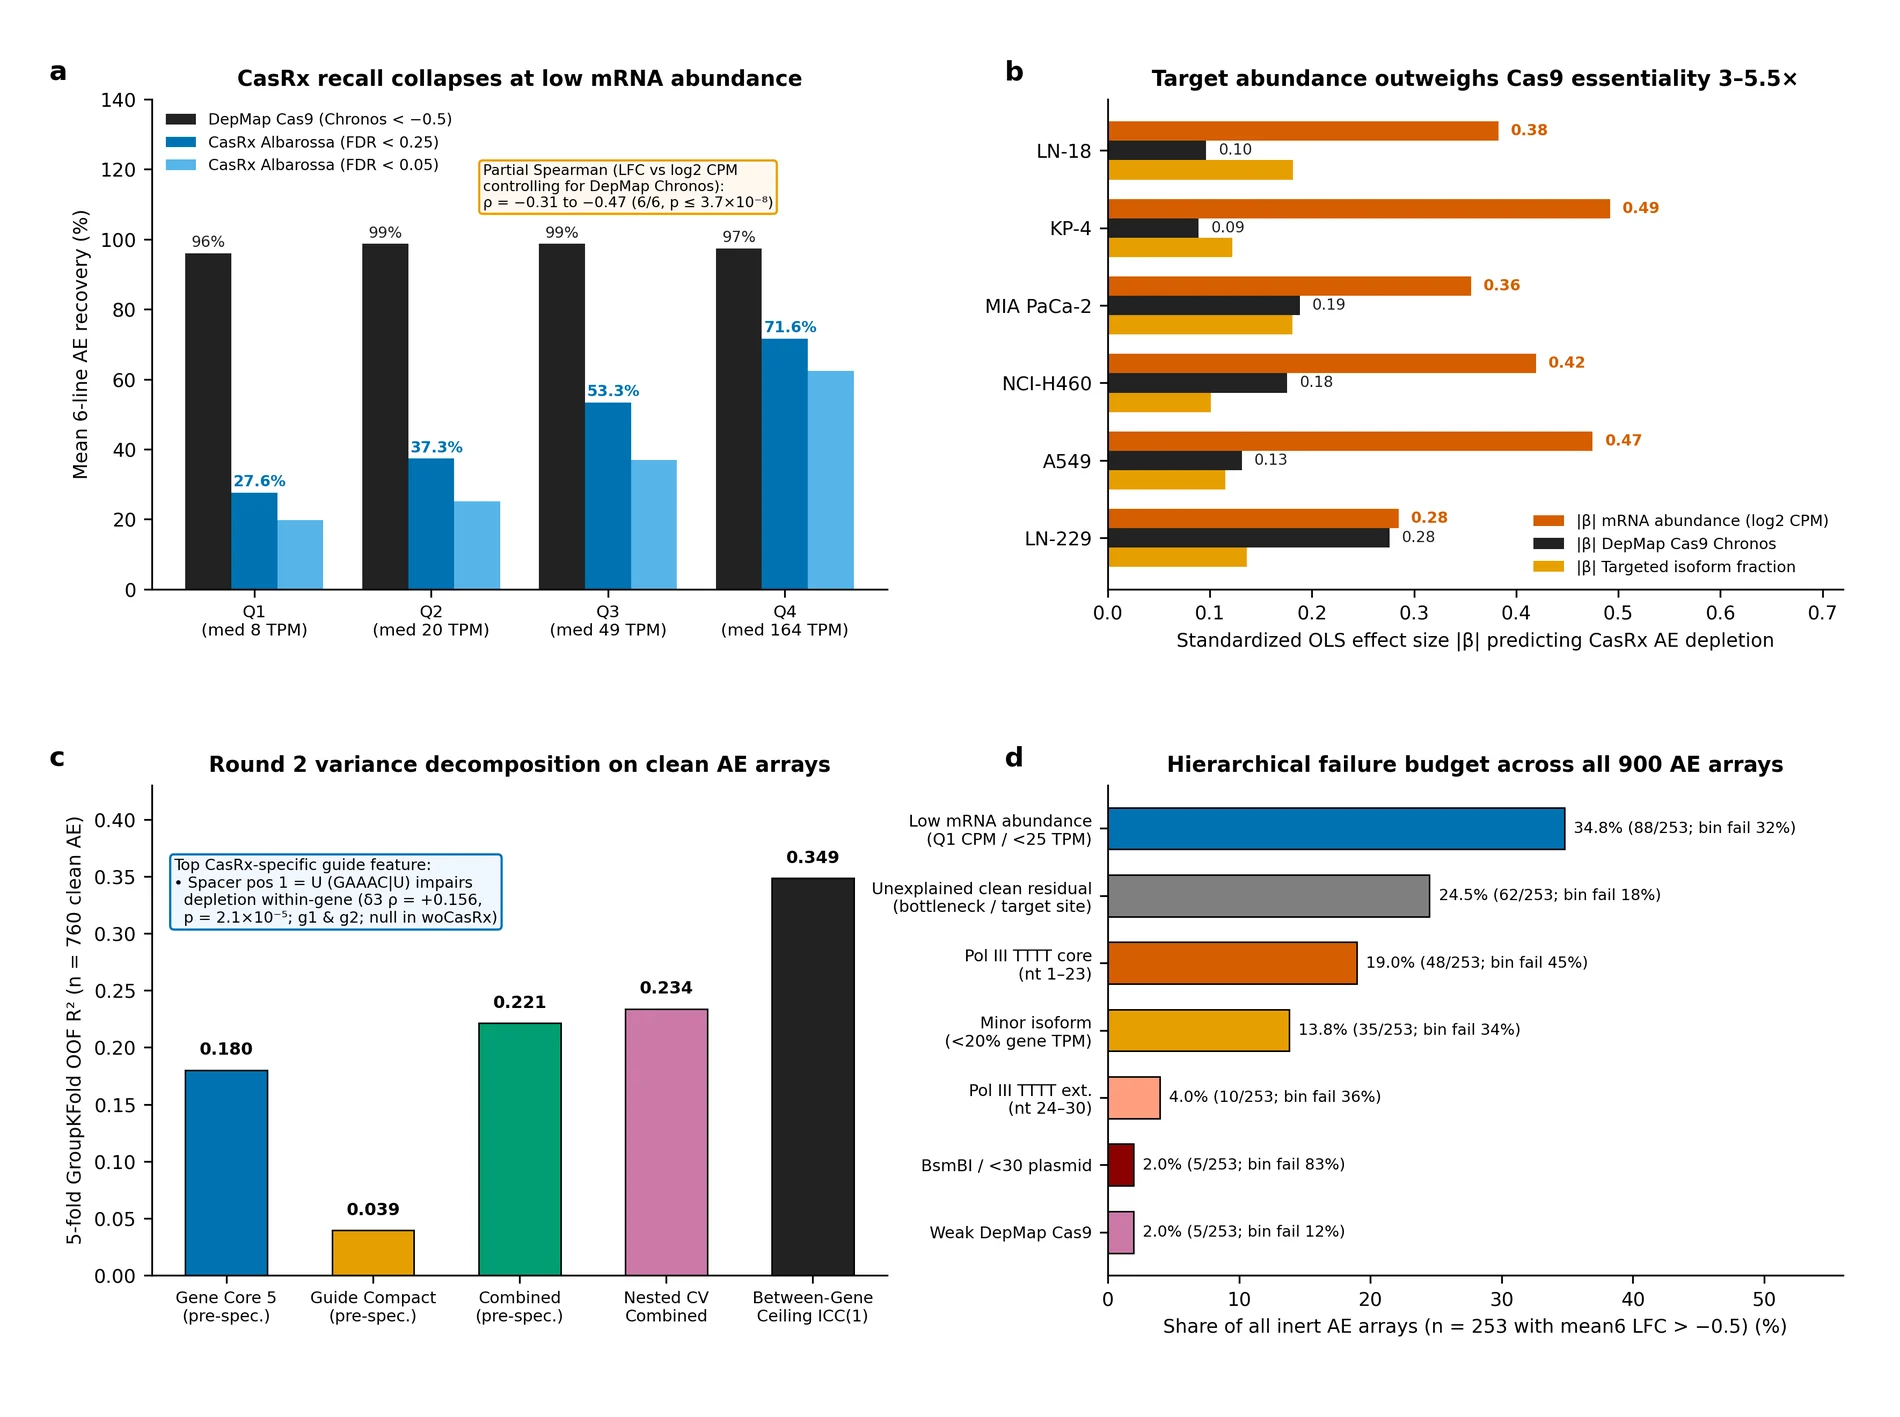 a
CasRx recall collapses at low mRNA abundance
Mean 6-line AE recovery (%)
140
120
100
80
60
40
20
0
DepMap Cas9 (Chronos < −0.5)
CasRx Albarossa (FDR < 0.25)
CasRx Albarossa (FDR < 0.05)
Partial Spearman (LFC vs log2 CPM
controlling for DepMap Chronos):
ρ = −0.31 to −0.47 (6/6, p ≤ 3.7×10⁻⁸)
96%
99%
99%
97%
27.6%
37.3%
53.3%
71.6%
Q1
(med 8 TPM)
Q2
(med 20 TPM)
Q3
(med 49 TPM)
Q4
(med 164 TPM)
b
Target abundance outweighs Cas9 essentiality 3–5.5×
LN-18
0.38
0.10
KP-4
0.49
0.09
MIA PaCa-2
0.36
0.19
NCI-H460
0.42
0.18
A549
0.47
0.13
LN-229
0.28
0.28
|β| mRNA abundance (log2 CPM)
|β| DepMap Cas9 Chronos
|β| Targeted isoform fraction
0.0 0.1 0.2 0.3 0.4 0.5 0.6 0.7
Standardized OLS effect size |β| predicting CasRx AE depletion
c
Round 2 variance decomposition on clean AE arrays
5-fold GroupKFold OOF R² (n = 760 clean AE)
0.40
0.35
0.30
0.25
0.20
0.15
0.10
0.05
0.00
Top CasRx-specific guide feature:
• Spacer pos 1 = U (GAAAC|U) impairs
depletion within-gene (δ3 ρ = +0.156,
p = 2.1×10⁻⁵; g1 & g2; null in woCasRx)
0.180
0.039
0.221
0.234
0.349
Gene Core 5
(pre-spec.)
Guide Compact
(pre-spec.)
Combined
(pre-spec.)
Nested CV
Combined
Between-Gene
Ceiling ICC(1)
d
Hierarchical failure budget across all 900 AE arrays
Low mRNA abundance
(Q1 CPM / <25 TPM)
34.8% (88/253; bin fail 32%)
Unexplained clean residual
(bottleneck / target site)
24.5% (62/253; bin fail 18%)
Pol III TTTT core
(nt 1–23)
19.0% (48/253; bin fail 45%)
Minor isoform
(<20% gene TPM)
13.8% (35/253; bin fail 34%)
Pol III TTTT ext.
(nt 24–30)
4.0% (10/253; bin fail 36%)
BsmBI / <30 plasmid
2.0% (5/253; bin fail 83%)
Weak DepMap Cas9
2.0% (5/253; bin fail 12%)
0 10 20 30 40 50
Share of all inert AE arrays (n = 253 with mean6 LFC > −0.5) (%)